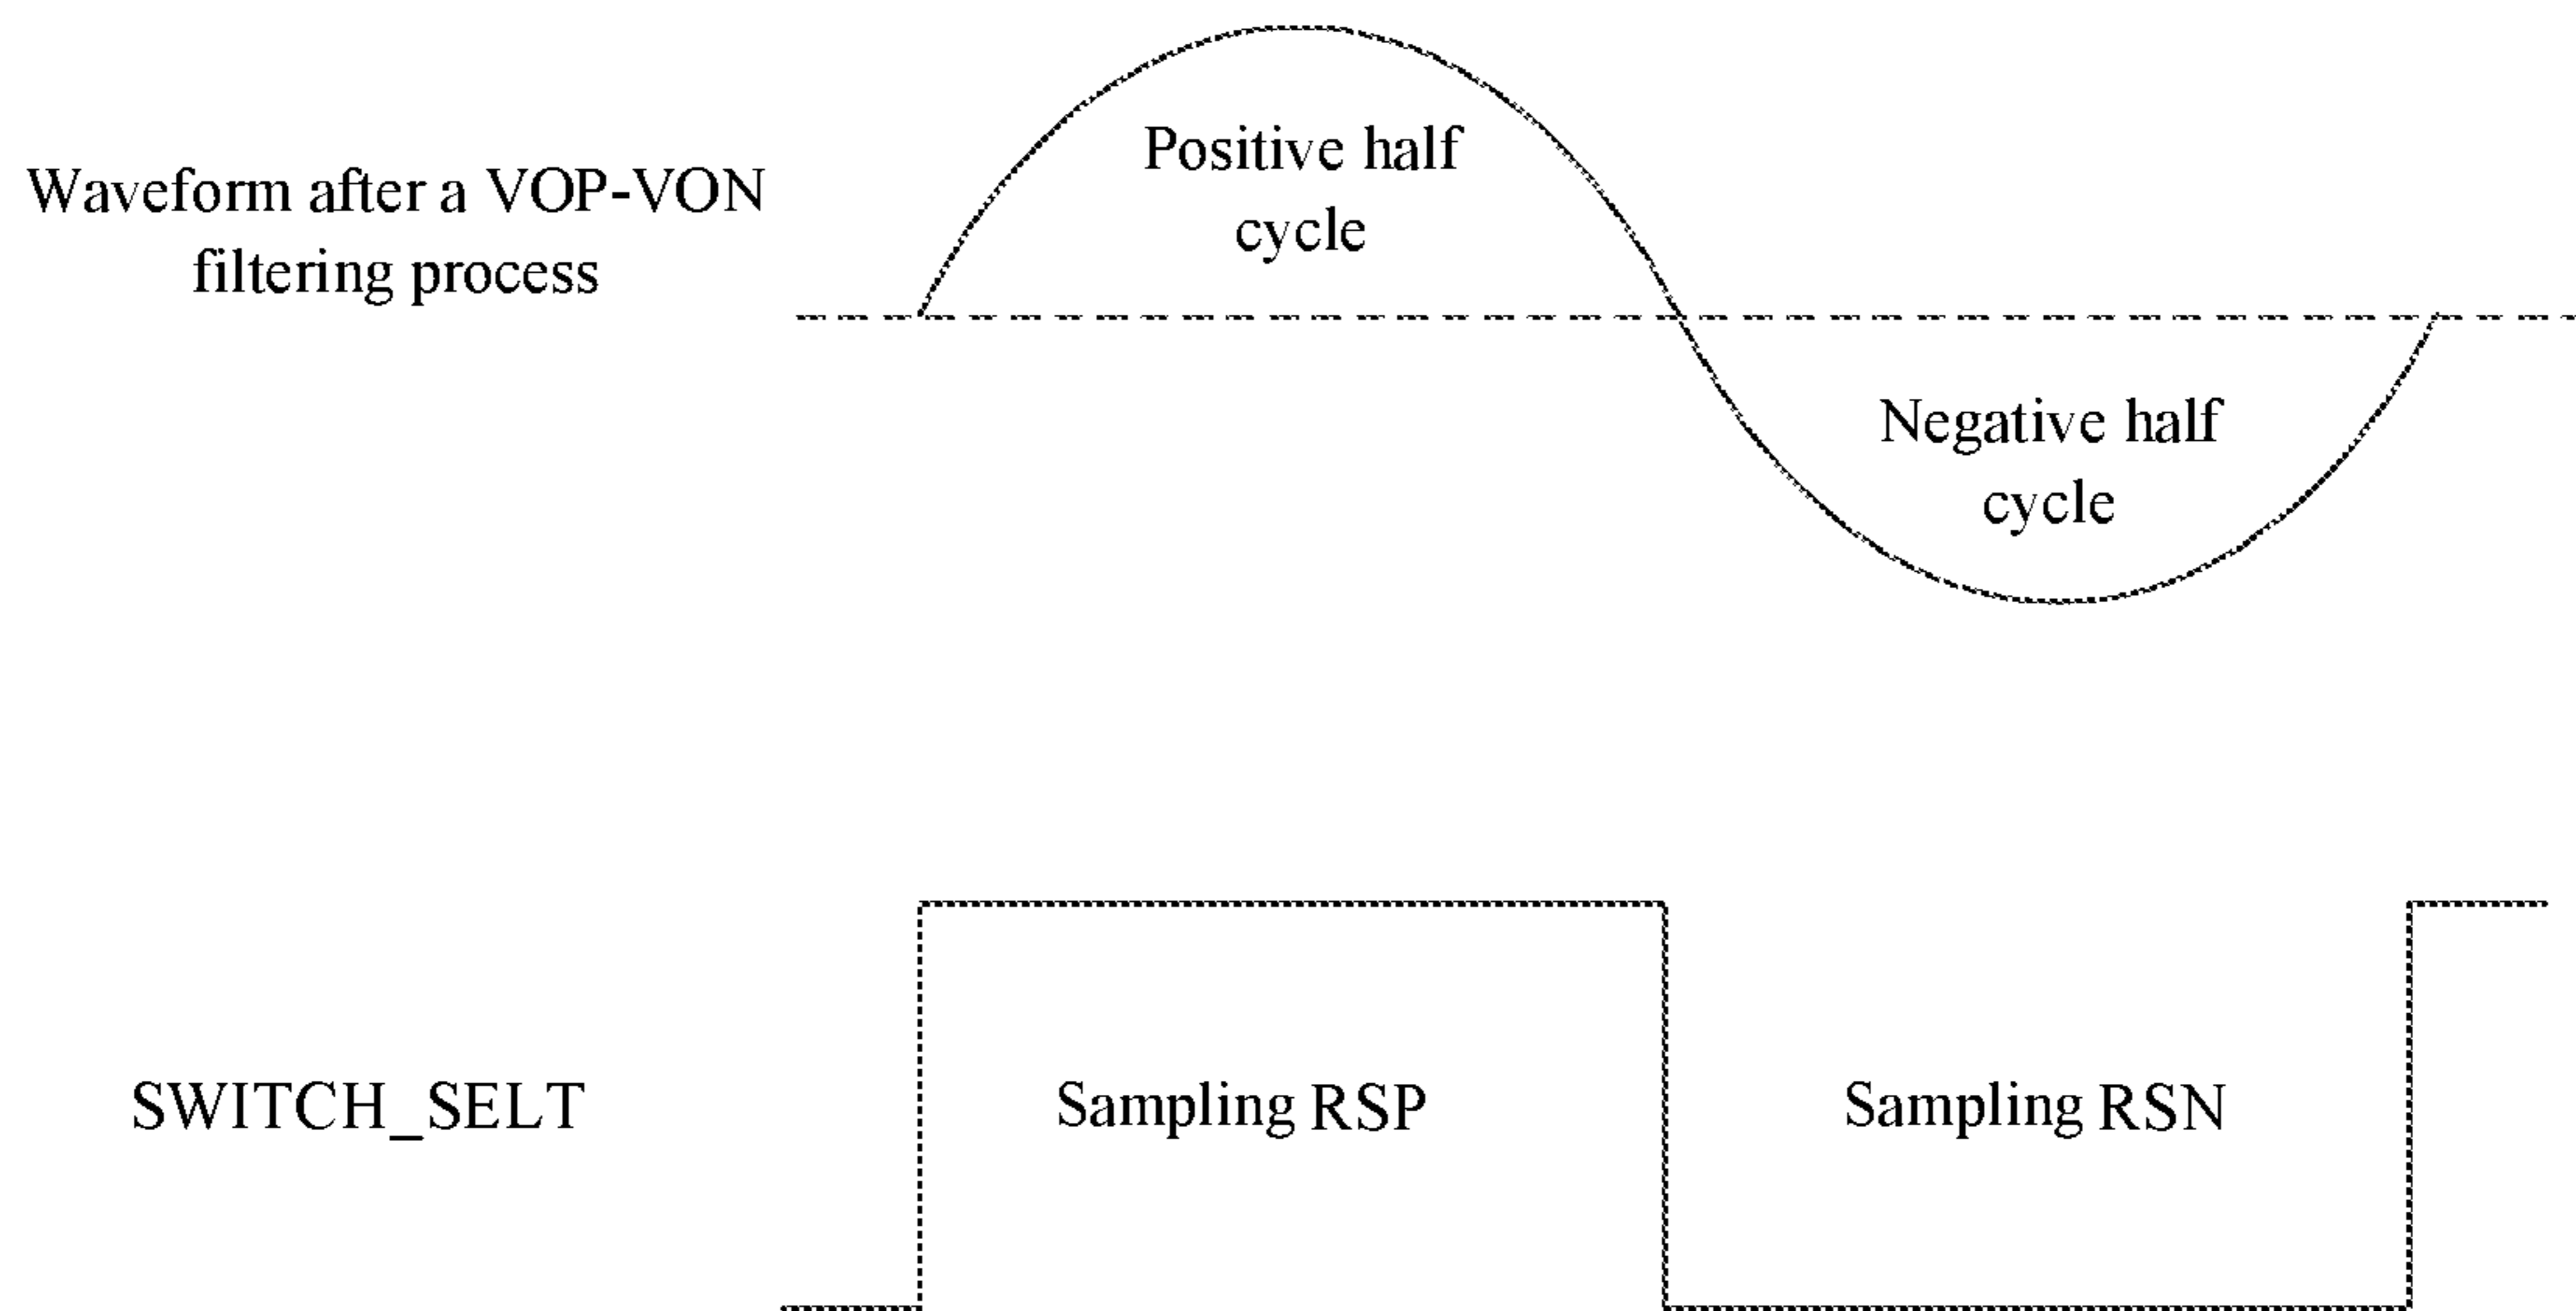 Positive half
cycle
Waveform after a VOP-VON
filtering process
Negative half
cycle
SWITCH_SELT
Sampling RSP
Sampling RSN